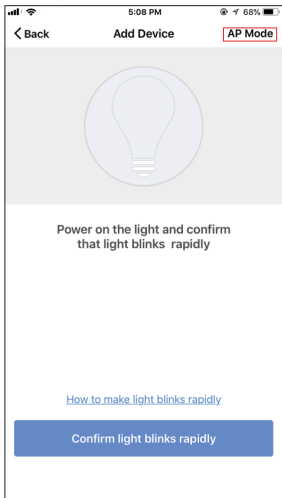 5:08 PM
68%
Back
Add Device
AP Mode
Power on the light and confirm
that light blinks rapidly
How to make light blinks rapidly
Confirm light blinks rapidly